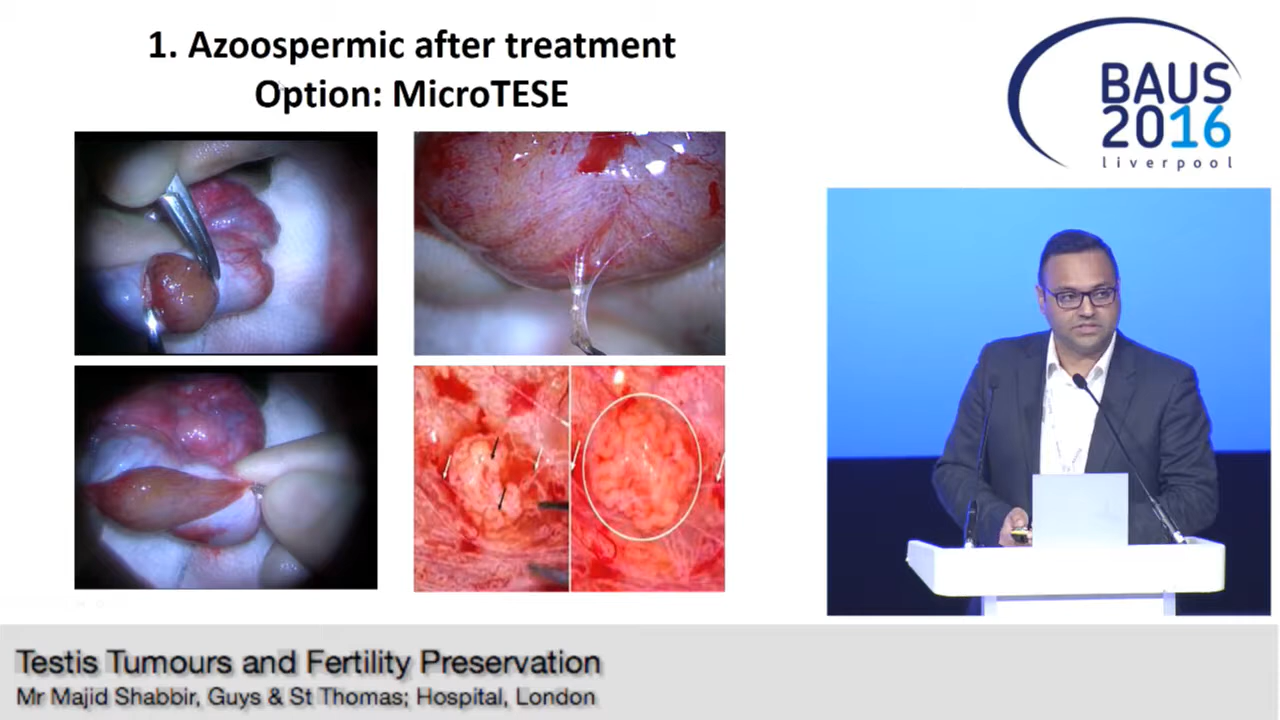 1. Azoospermic after treatment
Option: MicroTESE
BAUS
2016
liverpool
Testis Tumours and Fertility Preservation
Mr Majid Shabbir, Guys & St Thomas; Hospital, London